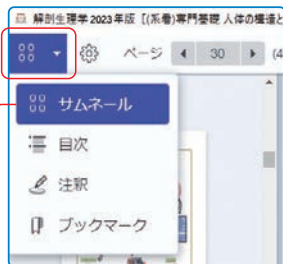 解剖生理学 2023年版 [(系看)専門基礎 人体の構造と
ページ 30 (4
サムネール
目次
注釈
ブックマーク